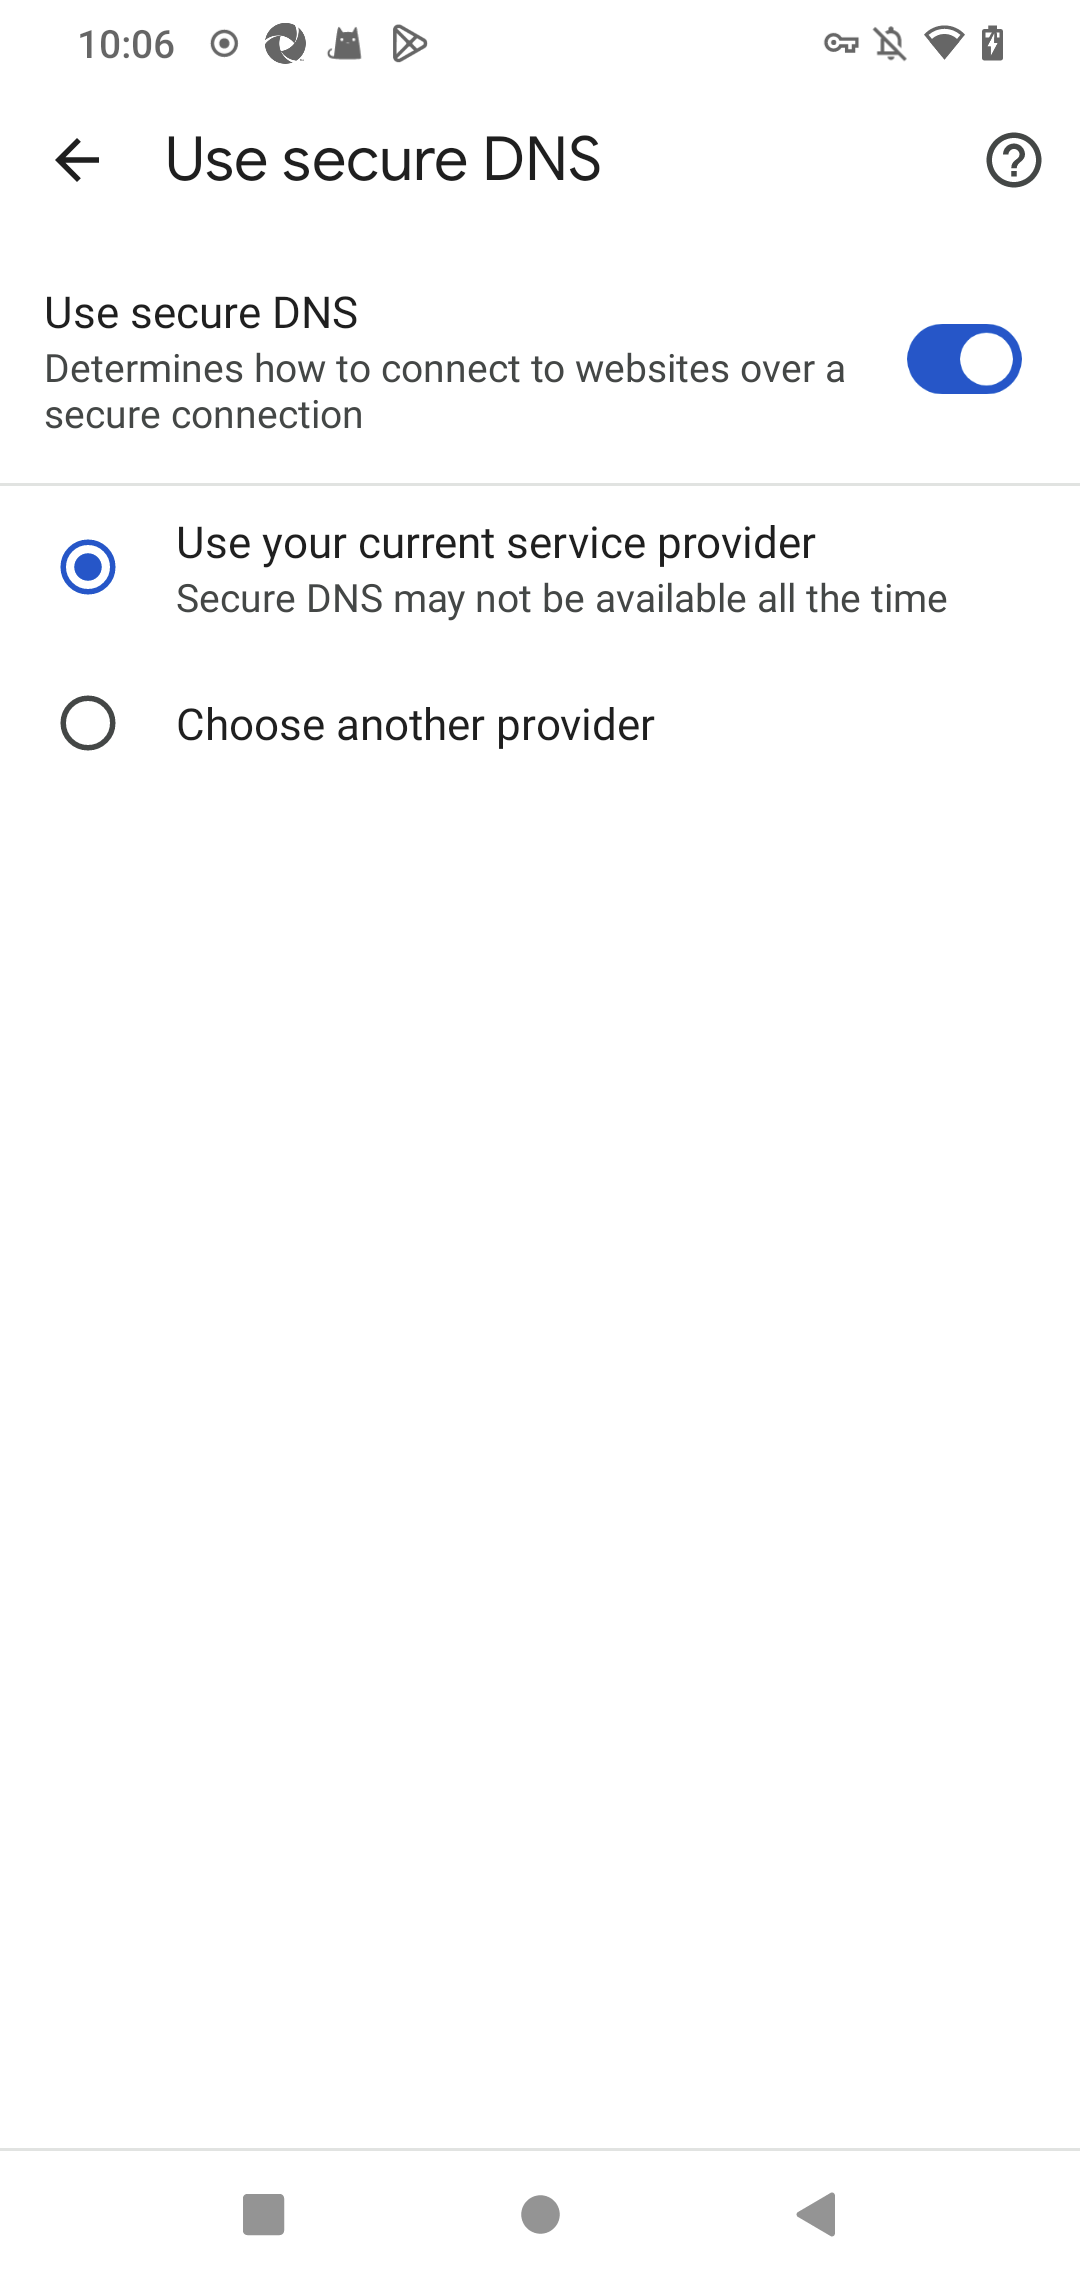 10:06
Use secure DNS
Use secure DNS
Determines how to connect to websites over a
secure connection
Use your current service provider
Secure DNS may not be available all the time
Choose another provider